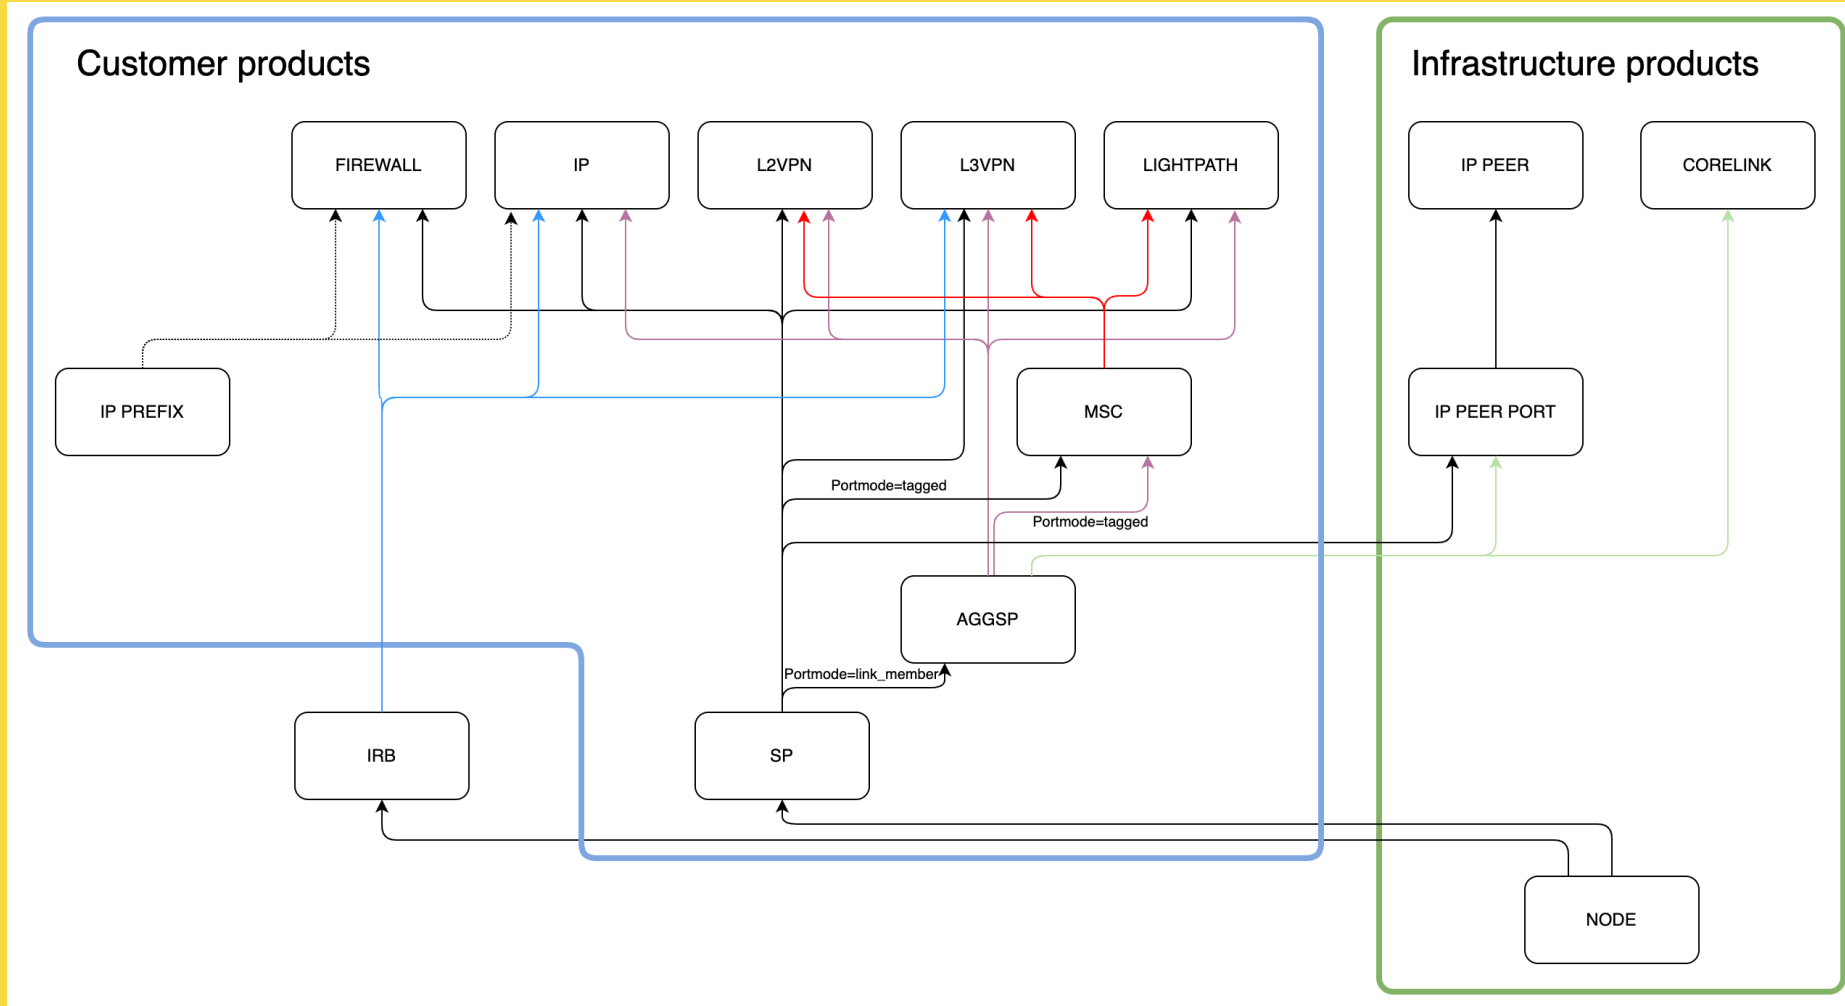 Customer products
Infrastructure products
FIREWALL
IP
L2VPN
L3VPN
LIGHTPATH
IP PEER
CORELINK
IP PREFIX
MSC
IP PEER PORT
Portmode=tagged
Portmode=tagged
AGGSP
Portmode=link_member
IRB
SP
NODE